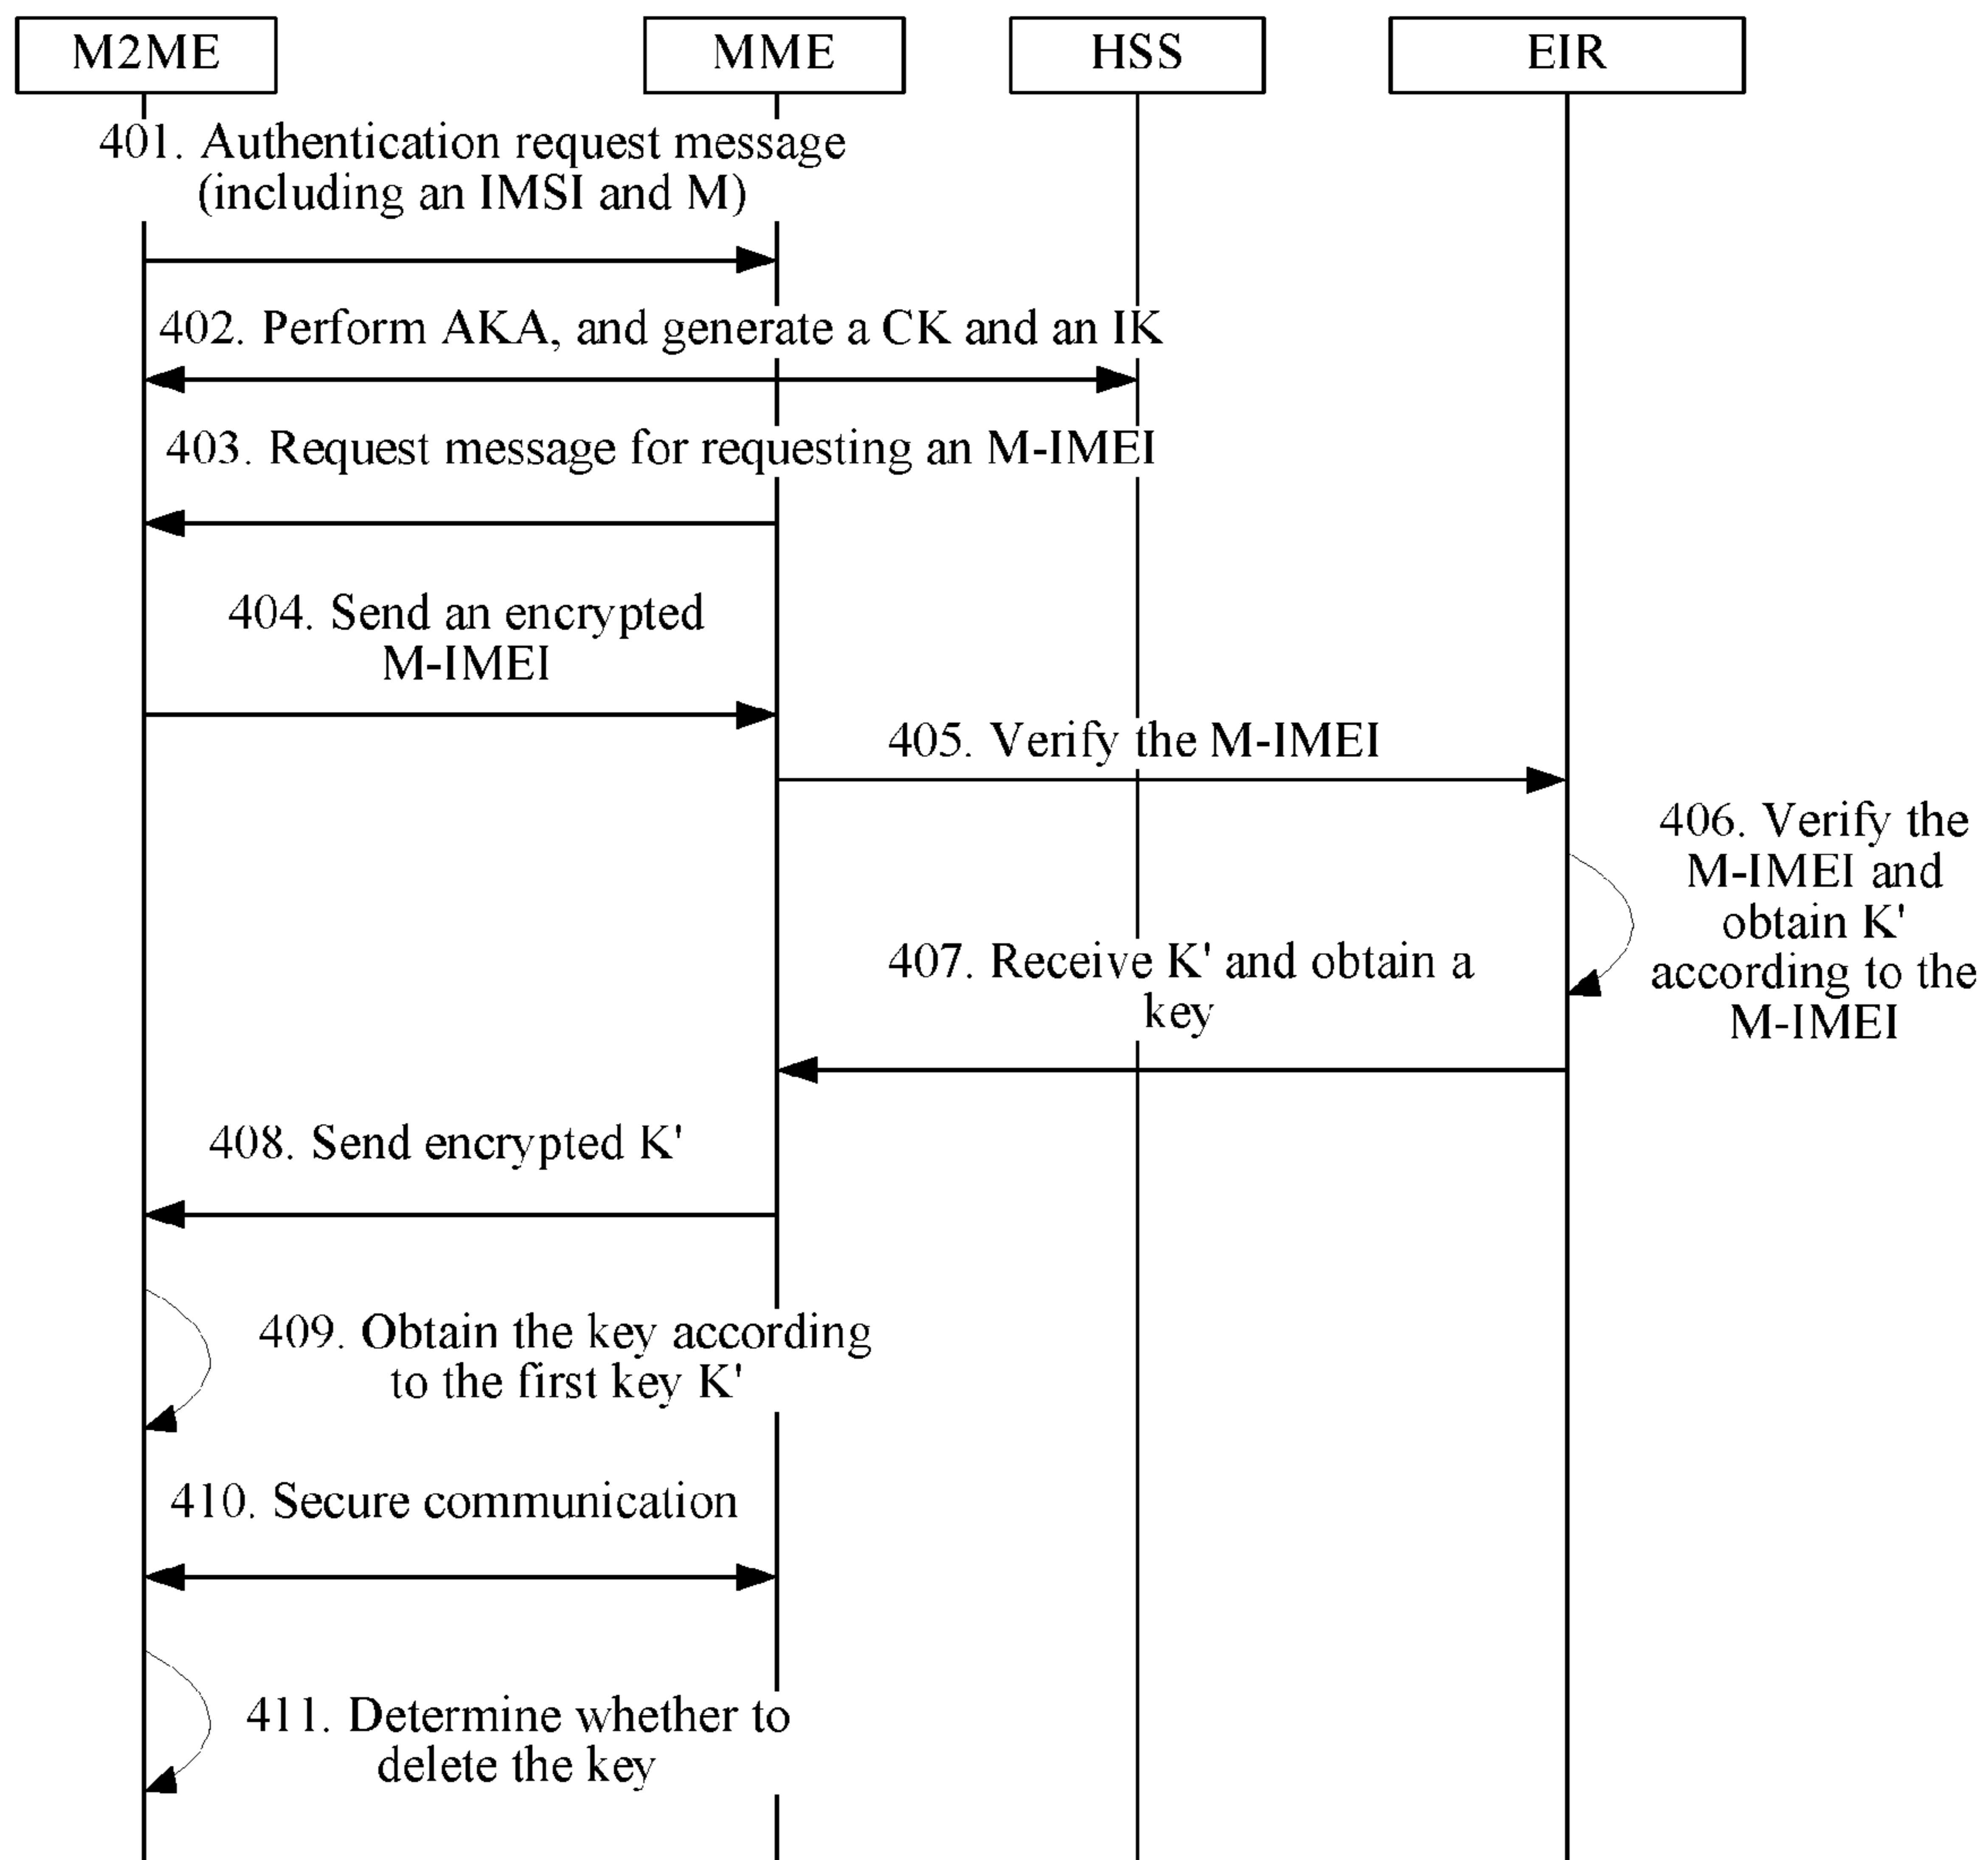 M2ME
MME
HSS
EIR
401. Authentication request message
(including an IMSI and M)
402. Perform AKA, and generate a CK and an IK
403. Request message for requesting an M-IMEI
404. Send an encrypted
M-IMEI
405. Verify the M-IMEI
406. Verify the
M-IMEI and
obtain K'
according to the
M-IMEI
407. Receive K' and obtain a
key
408. Send encrypted K'
409. Obtain the key according
to the first key K'
410. Secure communication
411. Determine whether to
delete the key